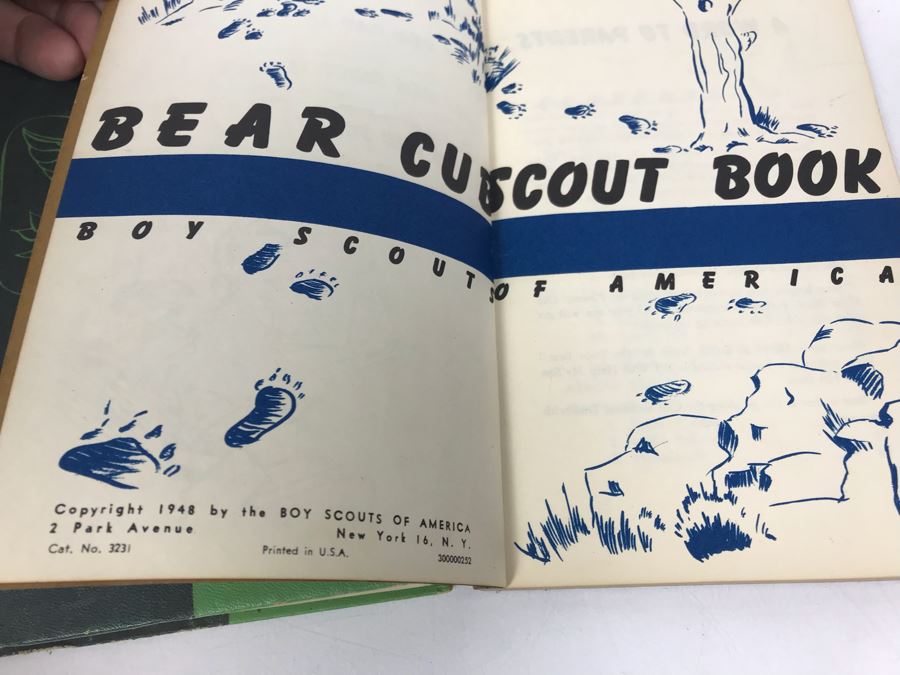 BEAR CUB SCOUT BOOK
BOY SCOUTS OF AMERICA
Copyright 1948 by the BOY SCOUTS OF AMERICA
2 Park Avenue New York 16, N. Y.
Cat. No. 3231 Printed in U.S.A. 300000252